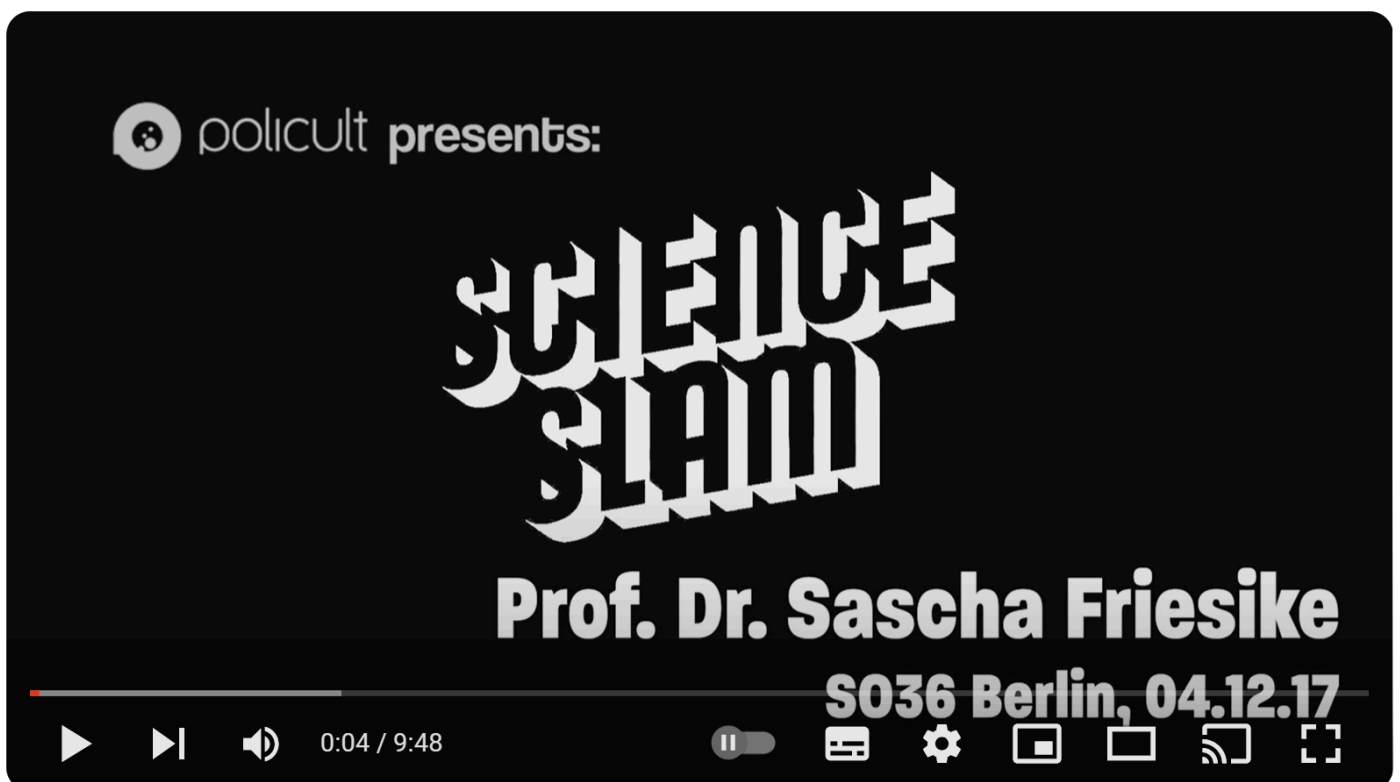 policult presents:
SCIENCE
SLAM
Prof. Dr. Sascha Friesike
SO36 Berlin, 04.12.17
0:04 / 9:48